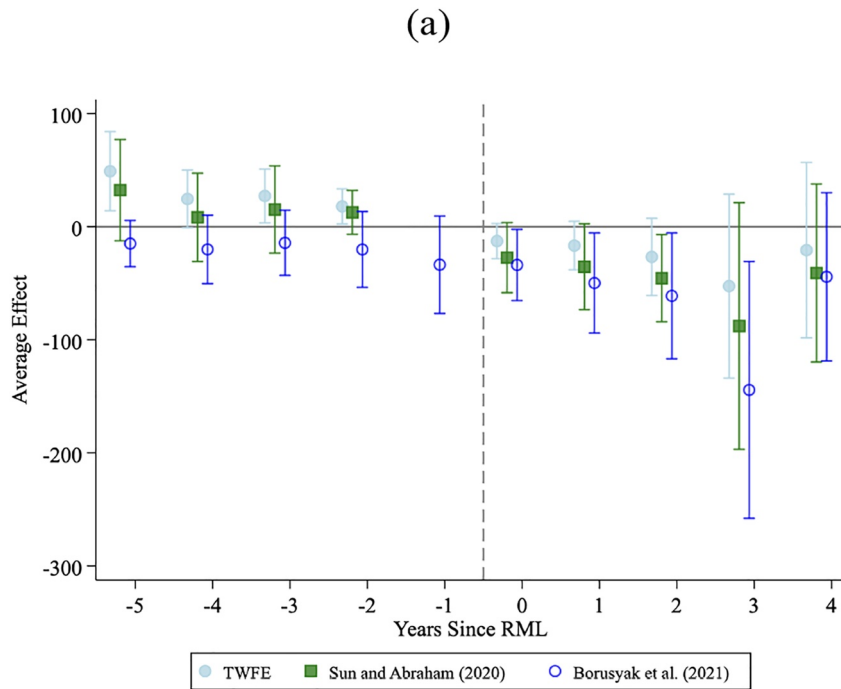 (a)
100
0
-100
-200
-300
Average Effect
-5 -4 -3 -2 -1 0 1 2 3 4
Years Since RML
TWFE Sun and Abraham (2020) Borusyak et al. (2021)